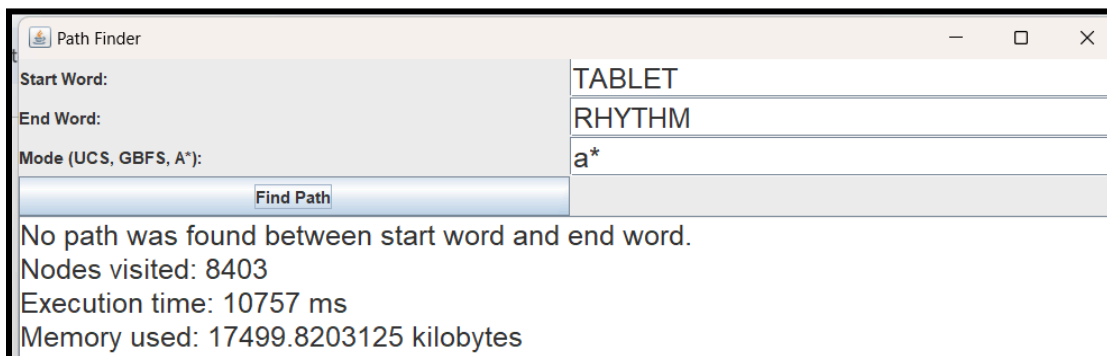 Path Finder
Start Word: TABLET
End Word: RHYTHM
Mode (UCS, GBFS, A*): a*
Find Path
No path was found between start word and end word.
Nodes visited: 8403
Execution time: 10757 ms
Memory used: 17499.8203125 kilobytes